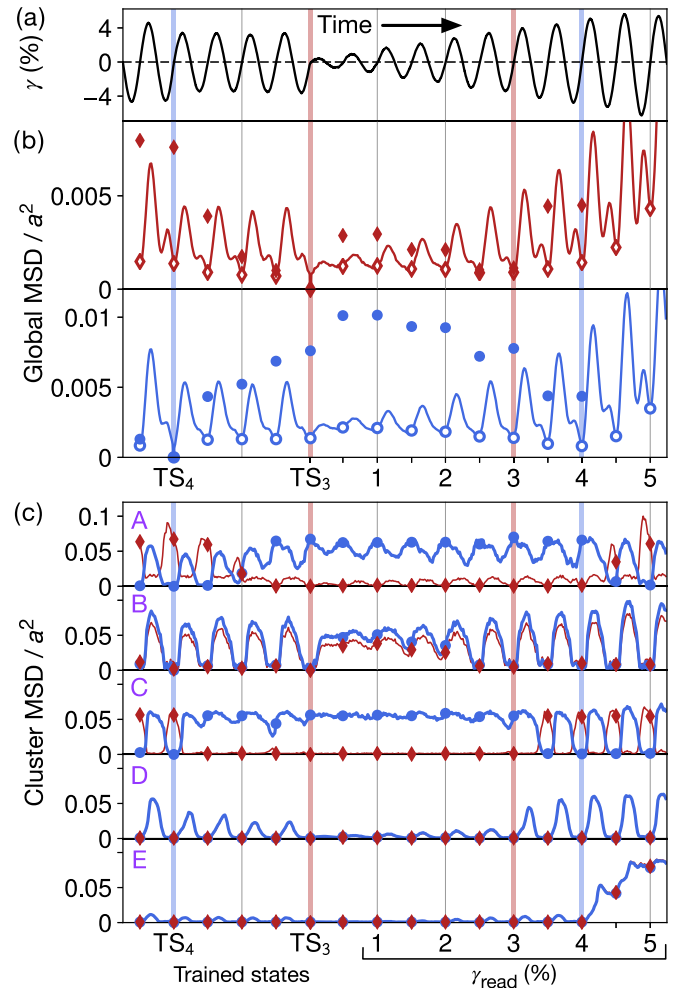 (a)
γ (%)
4
0
−4
Time
(b)
Global MSD / a²
0.005
0
0.01
0.005
0
TS₄
TS₃
1
2
3
4
5
(c)
Cluster MSD / a²
A
0.1
0.05
0
B
0.05
0
C
0.05
0
D
0.05
0
E
0.05
0
TS₄
TS₃
1
2
3
4
5
Trained states
γread (%)